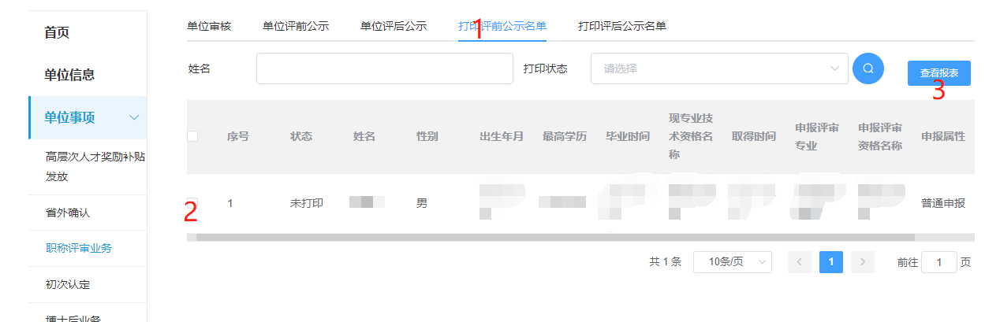 首页
单位信息
单位事项
高层次人才奖励补贴
发放
省外确认
职称评审业务
初次认定
博士后业务
单位审核 单位评前公示 单位评后公示 打印评前公示名单 打印评后公示名单
1
姓名 打印状态 请选择 查看报表
3
序号 状态 姓名 性别 出生年月 最高学历 毕业时间 现专业技术资格名称 取得时间 申报评审专业 申报评审资格名称 申报属性
2
1 未打印 男 普通申报
共 1 条 10条/页 1 前往 1 页